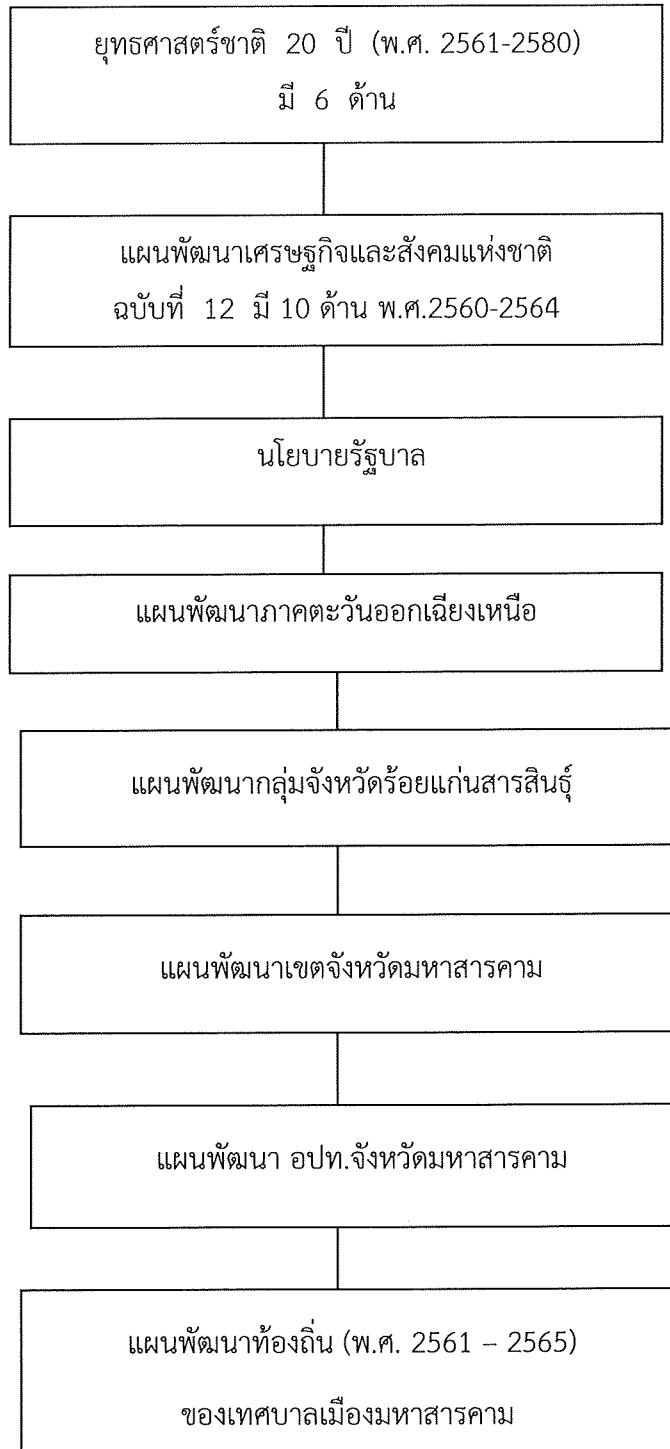 ยุทธศาสตร์ชาติ 20 ปี (พ.ศ. 2561-2580)
มี 6 ด้าน
แผนพัฒนาเศรษฐกิจและสังคมแห่งชาติ
ฉบับที่ 12 มี 10 ด้าน พ.ศ.2560-2564
นโยบายรัฐบาล
แผนพัฒนาภาคตะวันออกเฉียงเหนือ
แผนพัฒนากลุ่มจังหวัดร้อยแก่นสารสินธุ์
แผนพัฒนาเขตจังหวัดมหาสารคาม
แผนพัฒนา อปท.จังหวัดมหาสารคาม
แผนพัฒนาท้องถิ่น (พ.ศ. 2561 – 2565)
ของเทศบาลเมืองมหาสารคาม